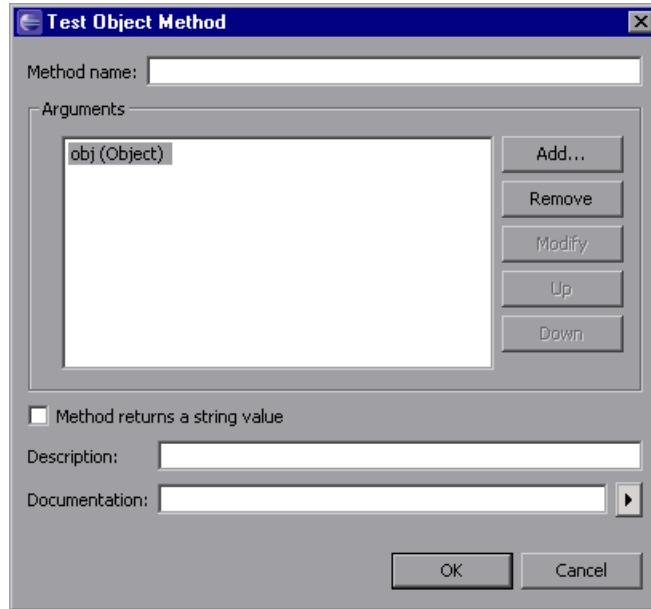 Test Object Method
Method name:
Arguments
obj (Object)
Add...
Remove
Modify
Up
Down
Method returns a string value
Description:
Documentation:
OK
Cancel